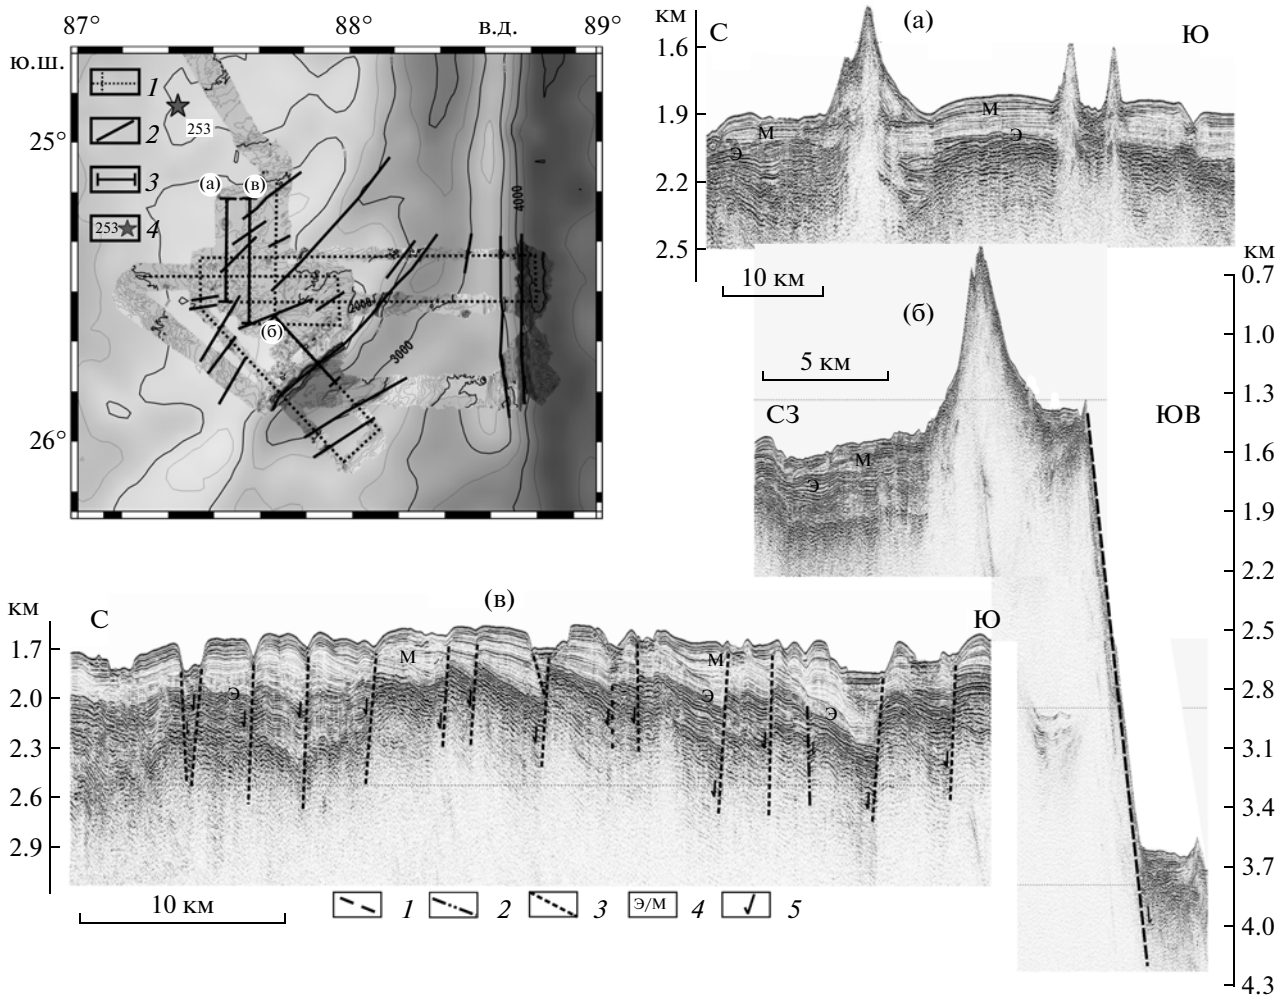 87°
88°
в.д.
89°
ю.ш.
25°
26°
1
2
3
253
4
253
(а)
(в)
(б)
2000
3000
4000
км
(а)
С
Ю
1.6
1.9
2.2
2.5
М
Э
М
Э
10 км
(б)
5 км
СЗ
ЮВ
М
Э
км
0.7
1.0
1.3
1.6
1.9
2.2
2.5
2.8
3.1
3.4
3.7
4.0
4.3
км
(в)
С
Ю
1.7
2.0
2.3
2.6
2.9
М
Э
М
Э
Э
10 км
1
2
3
Э/М
4
5